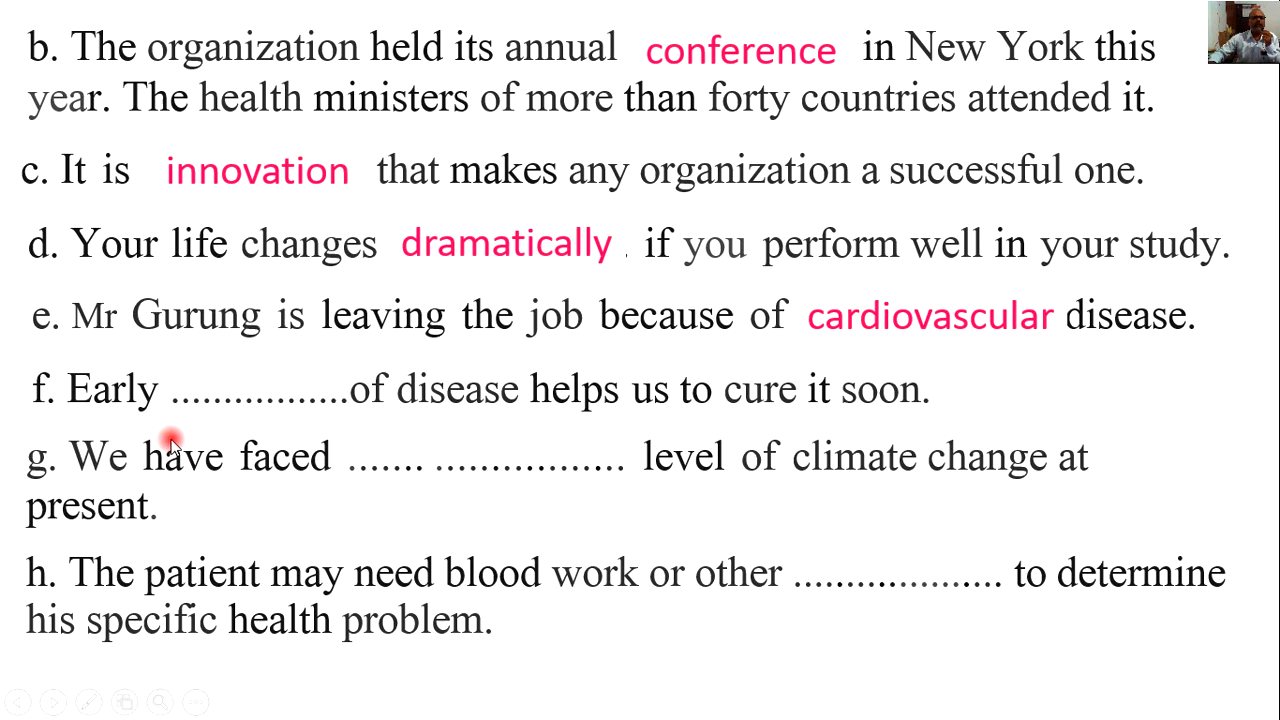 b. The organization held its annual conference in New York this
year. The health ministers of more than forty countries attended it.
c. It is innovation that makes any organization a successful one.
d. Your life changes dramatically . if you perform well in your study.
e. Mr Gurung is leaving the job because of cardiovascular disease.
f. Early .................of disease helps us to cure it soon.
g. We have faced ....... .................. level of climate change at
present.
h. The patient may need blood work or other .................... to determine
his specific health problem.